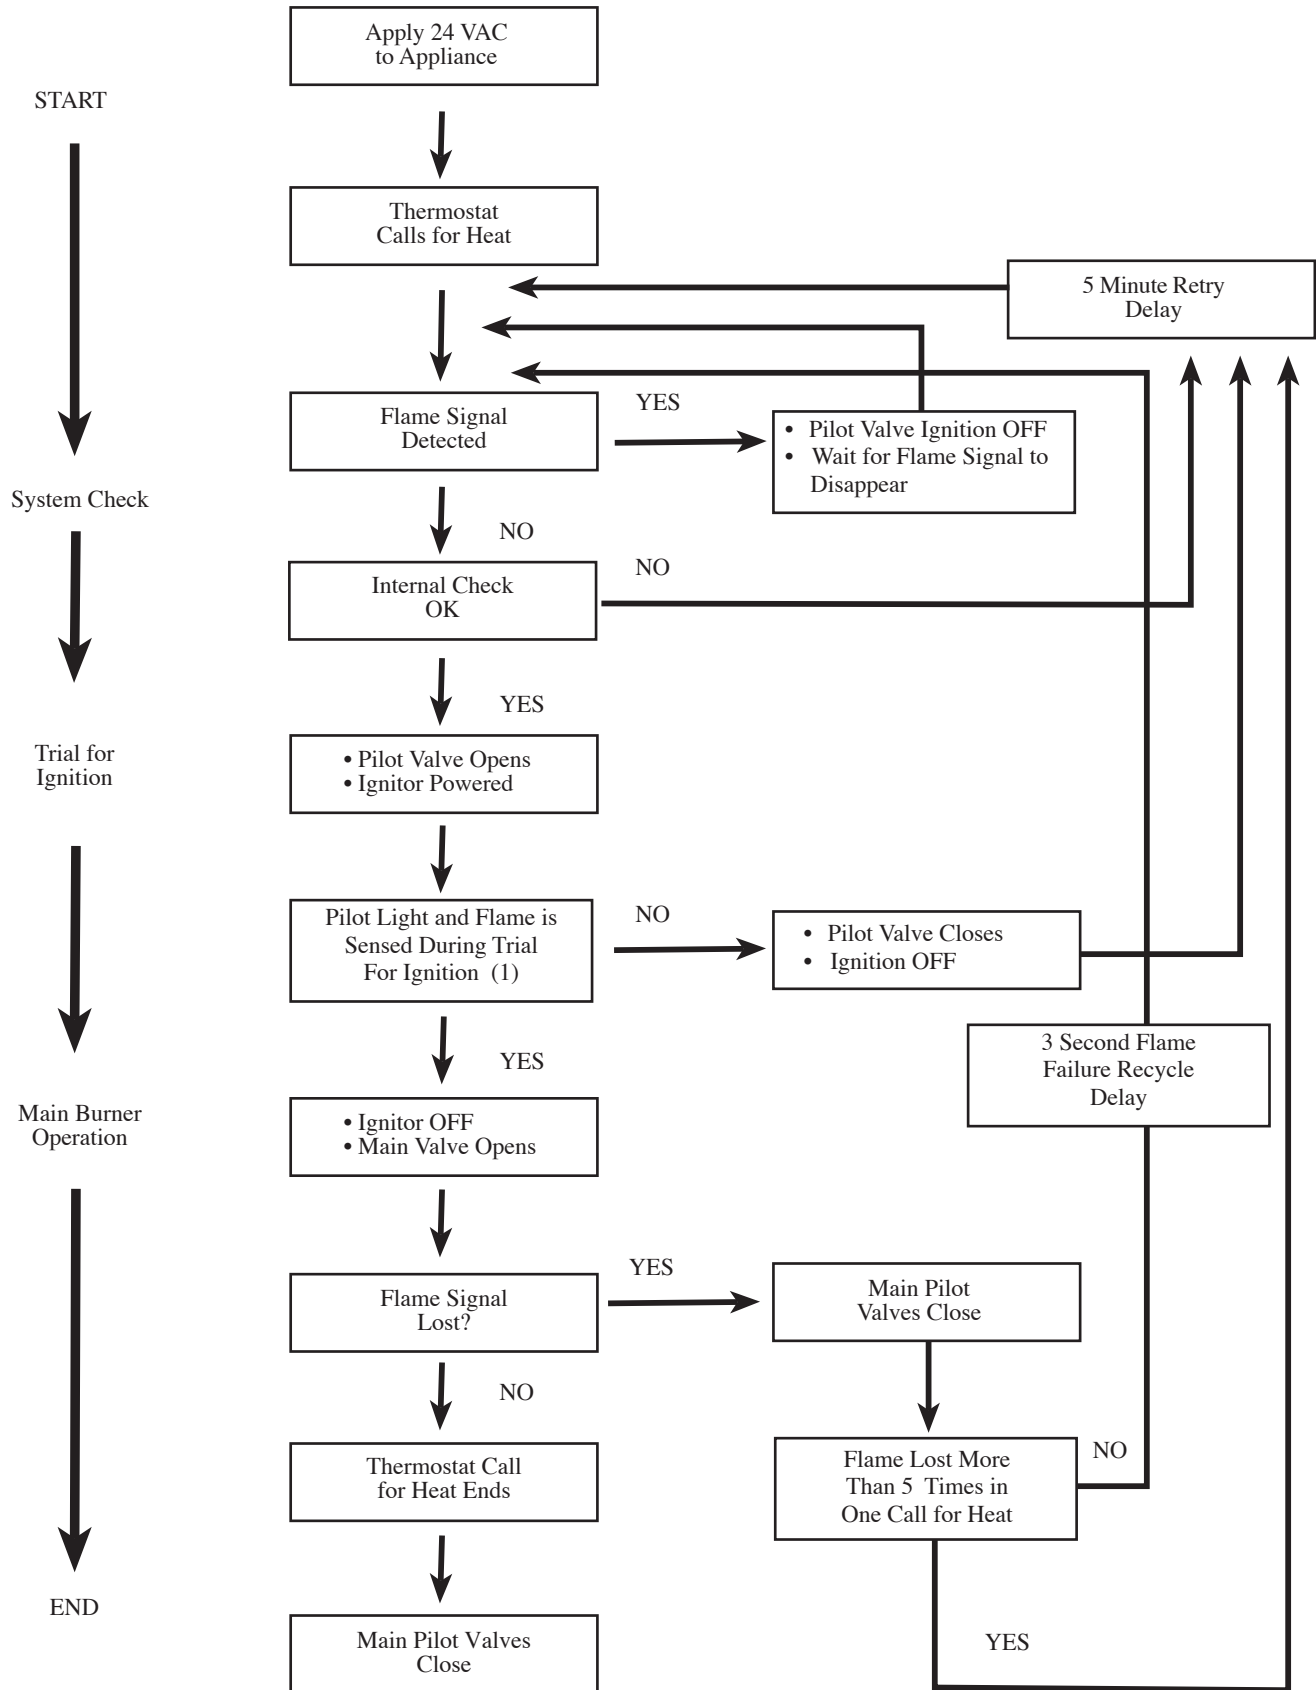 Apply 24 VAC
to Appliance
START
Thermostat
Calls for Heat
5 Minute Retry
Delay
Flame Signal
Detected
YES
• Pilot Valve Ignition OFF
• Wait for Flame Signal to
Disappear
System Check
NO
Internal Check
OK
NO
YES
Trial for
Ignition
• Pilot Valve Opens
• Ignitor Powered
Pilot Light and Flame is
Sensed During Trial
For Ignition (1)
NO
• Pilot Valve Closes
• Ignition OFF
YES
3 Second Flame
Failure Recycle
Delay
Main Burner
Operation
• Ignitor OFF
• Main Valve Opens
Flame Signal
Lost?
YES
Main Pilot
Valves Close
NO
Thermostat Call
for Heat Ends
Flame Lost More
Than 5 Times in
One Call for Heat
NO
END
Main Pilot Valves
Close
YES